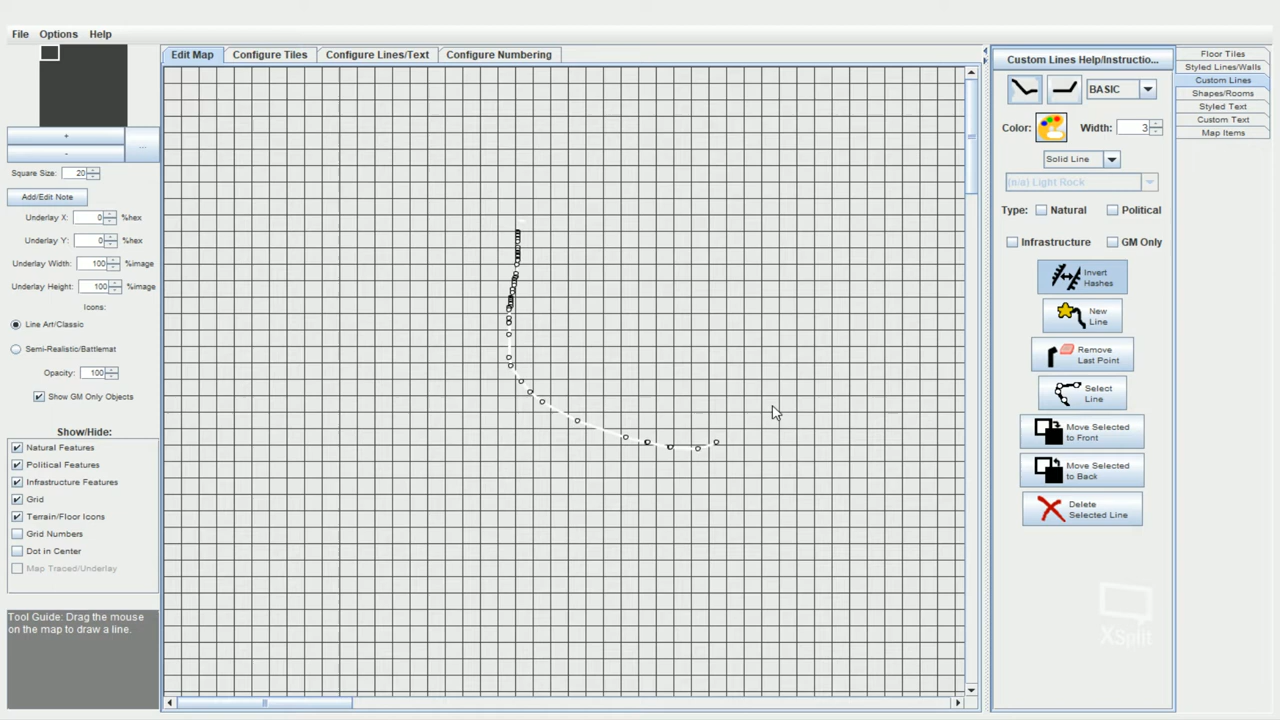 File Options Help
Edit Map Configure Tiles Configure Lines/Text Configure Numbering
+
-
...
Square Size: 20
Add/Edit Note
Underlay X: 0 %hex
Underlay Y: 0 %hex
Underlay Width: 100 %image
Underlay Height: 100 %image
Icons:
Line Art/Classic
Semi-Realistic/Battlemat
Opacity: 100
Show GM Only Objects
Show/Hide:
Natural Features
Political Features
Infrastructure Features
Grid
Terrain/Floor Icons
Grid Numbers
Dot in Center
Map Traced/Underlay
Tool Guide: Drag the mouse
on the map to draw a line.
Custom Lines Help/Instructio...
BASIC
Color: Width: 3
Solid Line
(n/a) Light Rock
Type: Natural Political
Infrastructure GM Only
Invert
Hashes
New
Line
Remove
Last Point
Select
Line
Move Selected
to Front
Move Selected
to Back
Delete
Selected Line
XSplit
Floor Tiles
Styled Lines/Walls
Custom Lines
Shapes/Rooms
Styled Text
Custom Text
Map Items